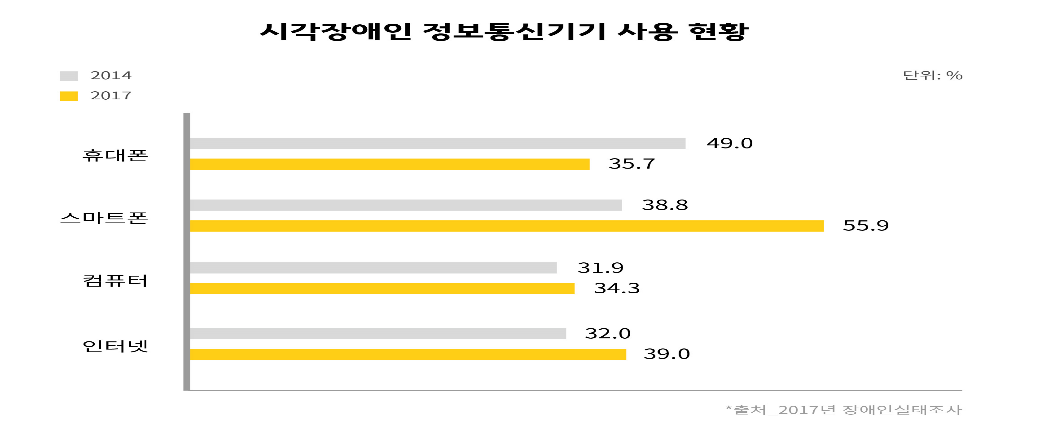 시각장애인 정보통신기기 사용 현황
2014
단위: %
2017
휴대폰
49.0
35.7
스마트폰
38.8
55.9
컴퓨터
31.9
34.3
인터넷
32.0
39.0
*출처 2017년 장애인실태조사